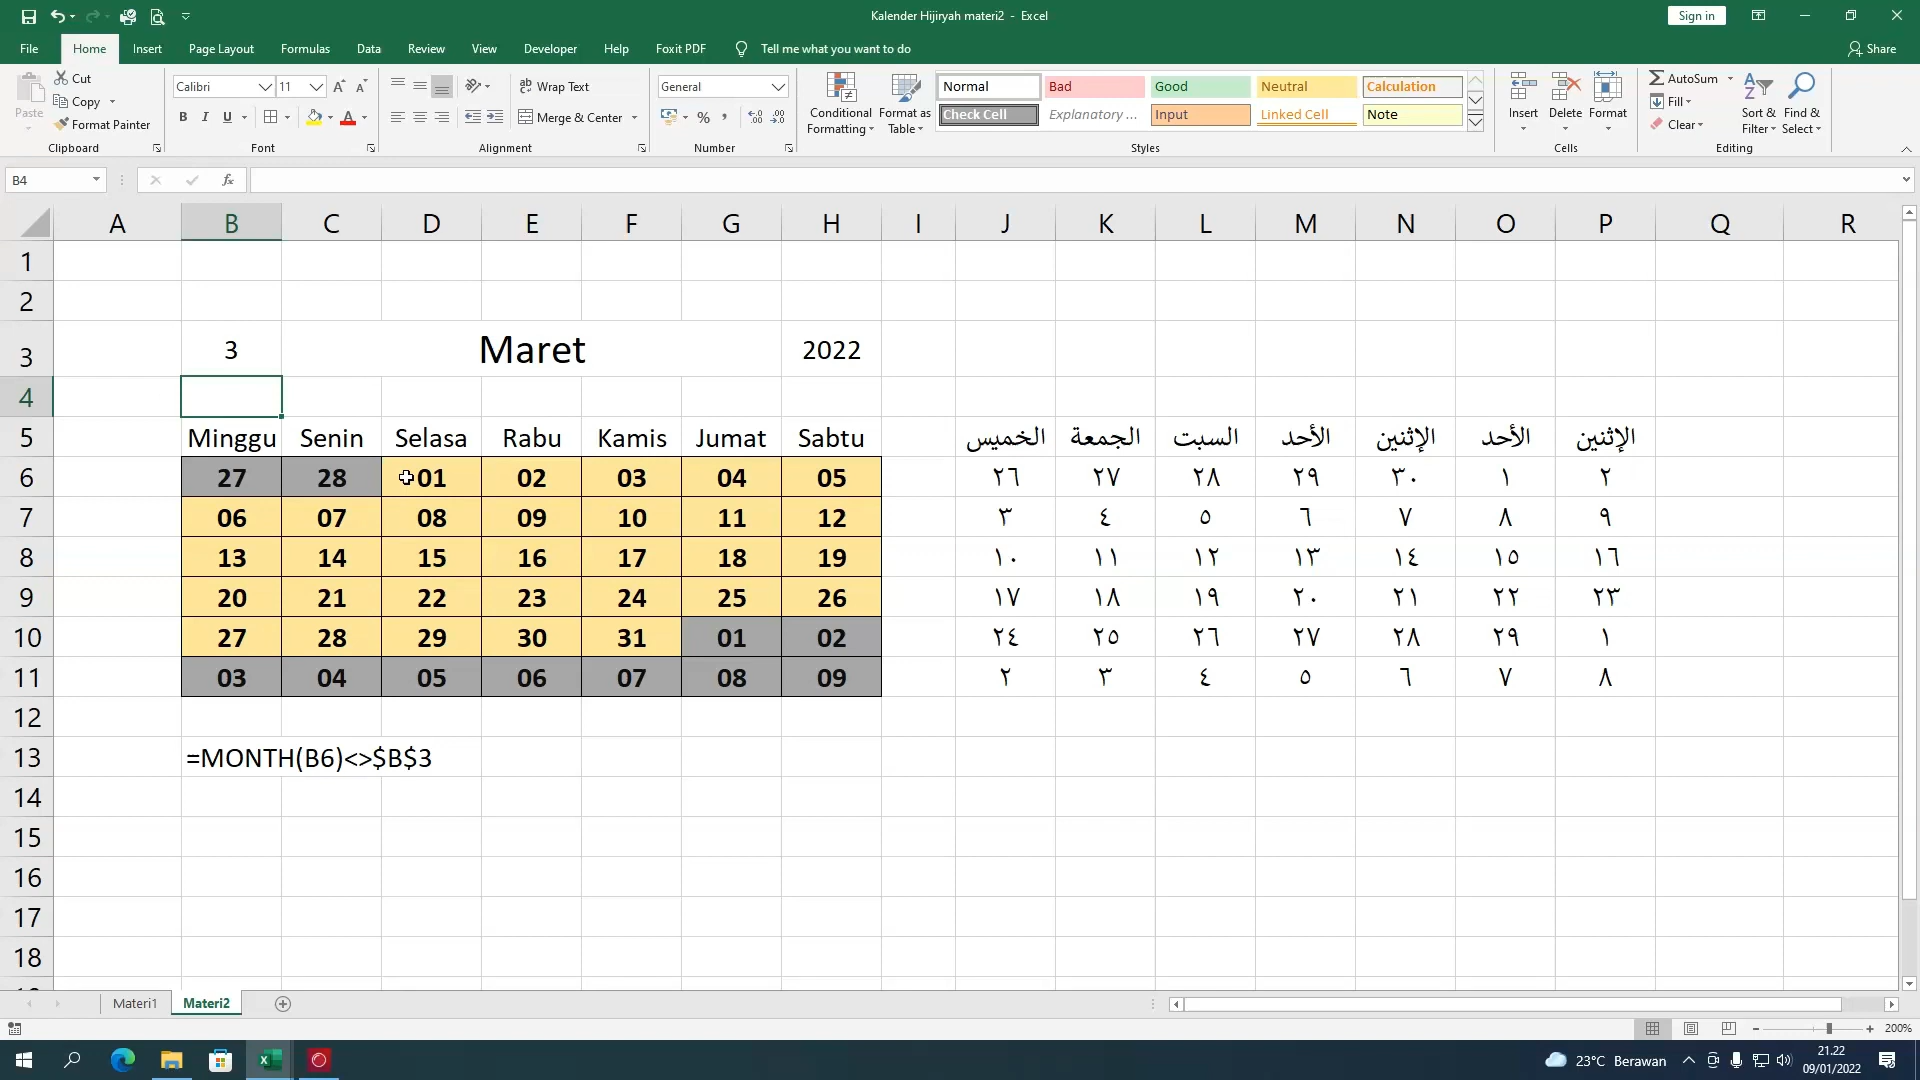 Kalender Hijiryah materi2 - Excel
Sign in
File Home Insert Page Layout Formulas Data Review View Developer Help Foxit PDF Tell me what you want to do Share
Paste
Cut
Copy
Format Painter
Clipboard
Calibri 11
B I U
Font
Wrap Text
Merge & Center
Alignment
General
Number
Conditional Formatting
Format as Table
Normal Bad Good Neutral Calculation
Check Cell Explanatory ... Input Linked Cell Note
Styles
Insert Delete Format
Cells
AutoSum
Fill
Clear
Sort & Filter
Find & Select
Editing
B4
fx
A B C D E F G H I J K L M N O P Q R
1
2
3 3 Maret 2022
4
5 Minggu Senin Selasa Rabu Kamis Jumat Sabtu الخميس الجمعة السبت الأحد الإثنين الأحد الإثنين
6 27 28 01 02 03 04 05 ٢٦ ٢٧ ٢٨ ٢٩ ٣٠ ١ ٢
7 06 07 08 09 10 11 12 ٣ ٤ ٥ ٦ ٧ ٨ ٩
8 13 14 15 16 17 18 19 ١٠ ١١ ١٢ ١٣ ١٤ ١٥ ١٦
9 20 21 22 23 24 25 26 ١٧ ١٨ ١٩ ٢٠ ٢١ ٢٢ ٢٣
10 27 28 29 30 31 01 02 ٢٤ ٢٥ ٢٦ ٢٧ ٢٨ ٢٩ ١
11 03 04 05 06 07 08 09 ٢ ٣ ٤ ٥ ٦ ٧ ٨
12
13 =MONTH(B6)<>$B$3
14
15
16
17
18
Materi1 Materi2
200%
23°C Berawan
21.22
09/01/2022